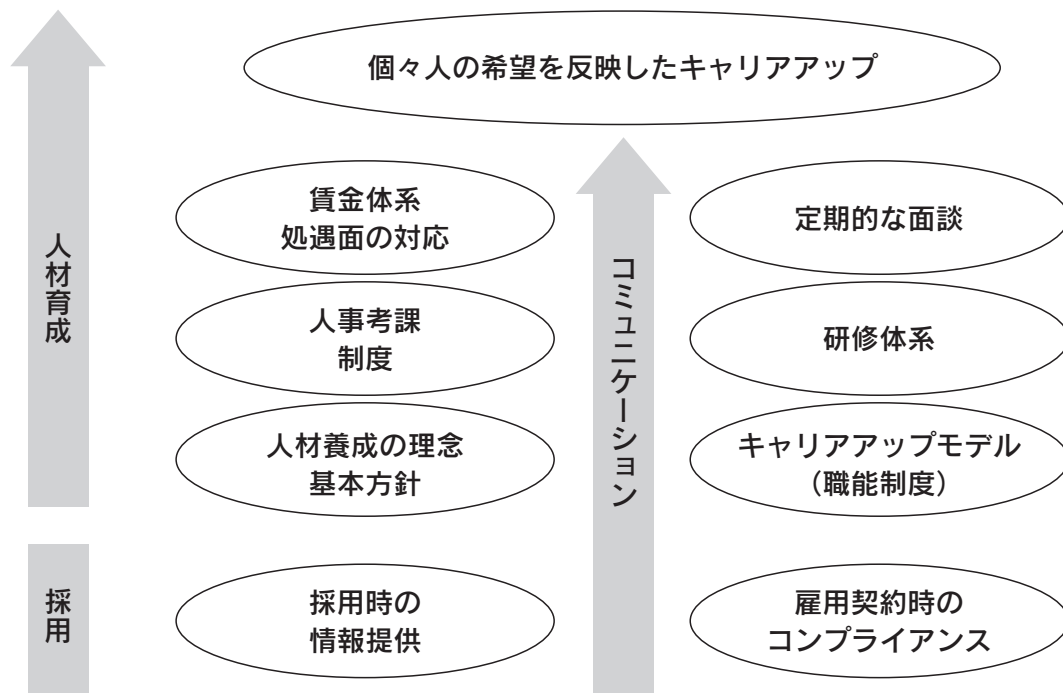 個々人の希望を反映したキャリアアップ
人材育成
賃金体系
処遇面の対応
コミュニケーション
定期的な面談
人事考課
制度
研修体系
人材養成の理念
基本方針
キャリアアップモデル
（職能制度）
採用
採用時の
情報提供
雇用契約時の
コンプライアンス